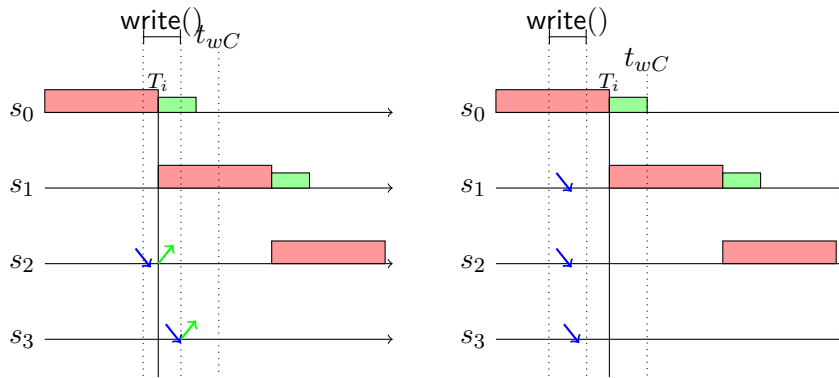 write()
t_{wC}
T_i
s_0
s_1
s_2
s_3
write()
t_{wC}
T_i
s_0
s_1
s_2
s_3